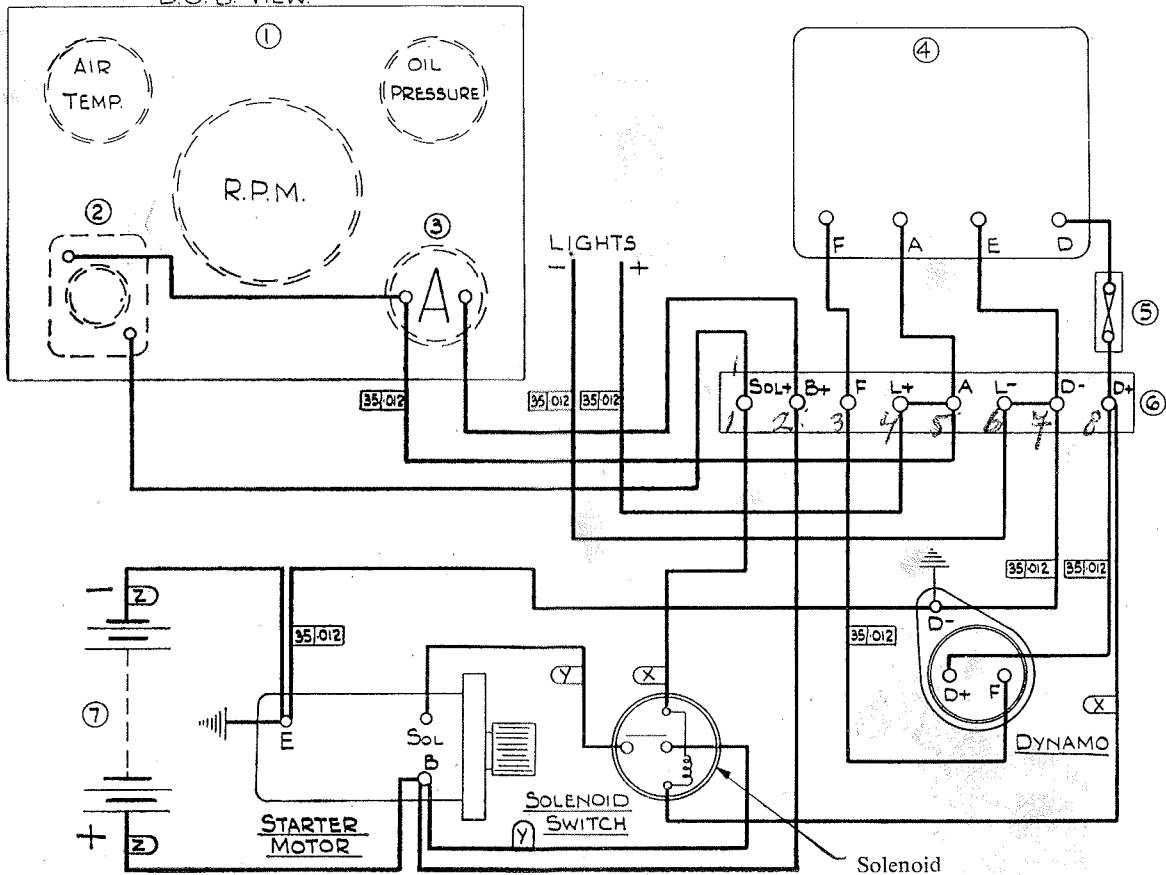 D.O.B. VIEW.
1
AIR
TEMP.
OIL
PRESSURE
R.P.M.
2
3
A
LIGHTS
- +
4
F A E D
5
35/.012
35/.012 35/.012
1
SOL+ B+ F L+ A L- D- D+
6
1 2 3 4 5 6 7 8
- Z
35/.012
35/.012 35/.012
35/.012
D-
D+ F
DYNAMO
X
Y
X
7
E
SOL
B
STARTER
MOTOR
SOLENOID
SWITCH
Y
+ Z
Solenoid